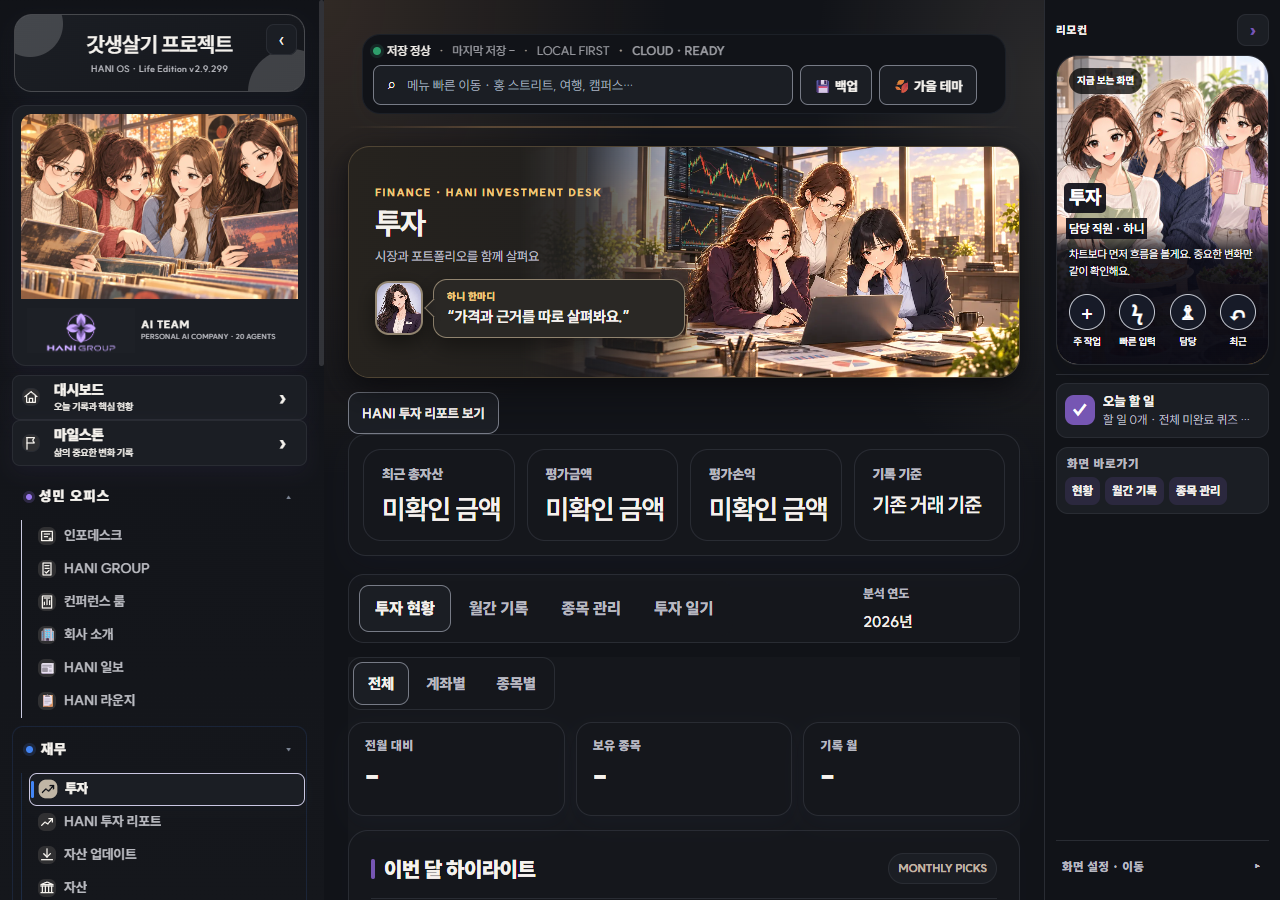 갓생살기 프로젝트
HANI OS · Life Edition v2.9.299
HANI GROUP
AI TEAM
PERSONAL AI COMPANY · 20 AGENTS
대시보드
오늘 기록과 핵심 현황
마일스톤
삶의 중요한 변화 기록
성민 오피스
인포데스크
HANI GROUP
컨퍼런스 룸
회사 소개
HANI 일보
HANI 라운지
재무
투자
HANI 투자 리포트
자산 업데이트
자산
저장 정상 · 마지막 저장 – · LOCAL FIRST · CLOUD · READY
메뉴 빠른 이동 · 홍 스트리트, 여행, 캠퍼스…
백업
가을 테마
FINANCE · HANI INVESTMENT DESK
투자
시장과 포트폴리오를 함께 살펴요
하니 한마디
“가격과 근거를 따로 살펴봐요.”
HANI 투자 리포트 보기
최근 총자산
미확인 금액
평가금액
미확인 금액
평가손익
미확인 금액
기록 기준
기존 거래 기준
투자 현황
월간 기록
종목 관리
투자 일기
분석 연도
2026년
전체
계좌별
종목별
전월 대비
–
보유 종목
–
기록 월
–
이번 달 하이라이트
MONTHLY PICKS
리모컨
지금 보는 화면
투자
담당 직원 · 하니
차트보다 먼저 흐름을 볼게요. 중요한 변화만
같이 확인해요.
주 작업
빠른 입력
담당
최근
오늘 할 일
할 일 0개 · 전체 미완료 퀴즈 …
화면 바로가기
현황
월간 기록
종목 관리
화면 설정 · 이동